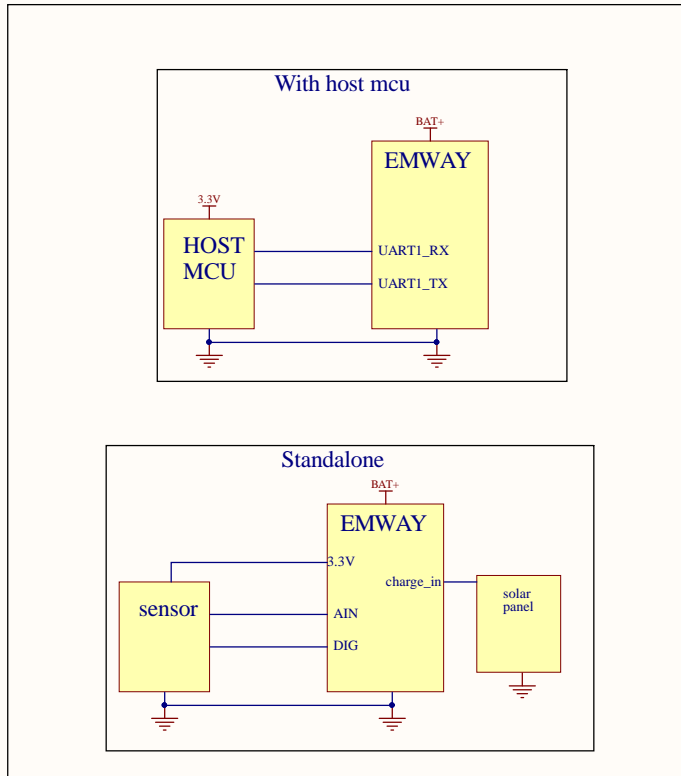 With host mcu
BAT+
EMWAY
3.3V
HOST
MCU
UART1_RX
UART1_TX
Standalone
BAT+
EMWAY
3.3V
charge_in
sensor
AIN
DIG
solar
panel